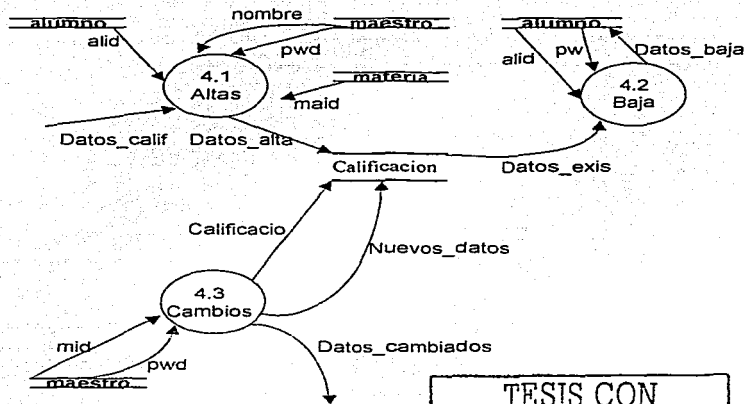 nombre
alumno
maestro
alumno
alid
pwd
alid
pw
Datos_baja
4.1
Altas
materia
maid
4.2
Baja
Datos_calif
Datos_alta
Calificacion
Datos_exis
Calificacio
Nuevos_datos
4.3
Cambios
mid
pwd
Datos_cambiados
maestro
TESIS CON